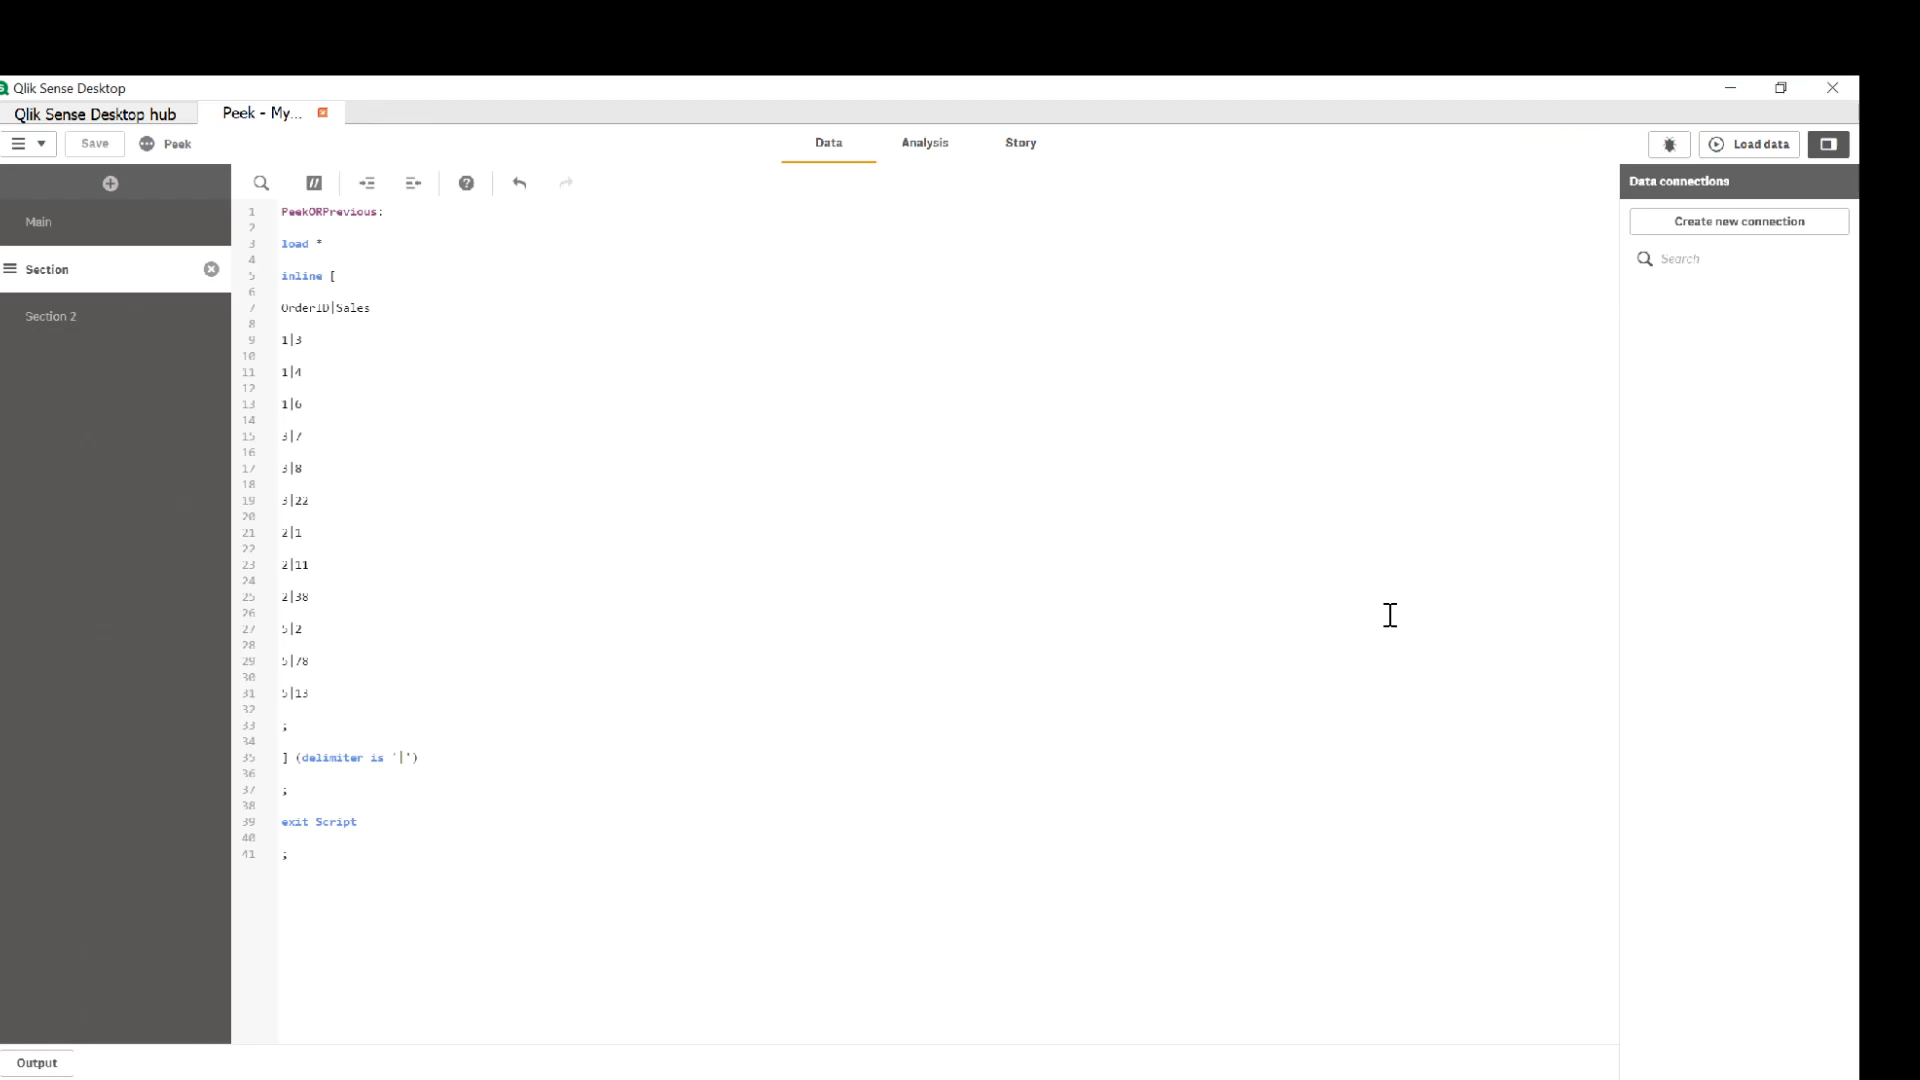 Qlik Sense Desktop
Qlik Sense Desktop hub
Peek - My...
Save
Peek
Data
Analysis
Story
Load data
Main
Section
Section 2
1 PeekORPrevious:
2
3 load *
4
5 inline [
6
7 OrderID|Sales
8
9 1|3
10
11 1|4
12
13 1|6
14
15 3|7
16
17 3|8
18
19 3|22
20
21 2|1
22
23 2|11
24
25 2|38
26
27 5|2
28
29 5|78
30
31 5|13
32
33 ;
34
35 ] (delimiter is '|')
36
37 ;
38
39 exit Script
40
41 ;
Data connections
Create new connection
Search
Output